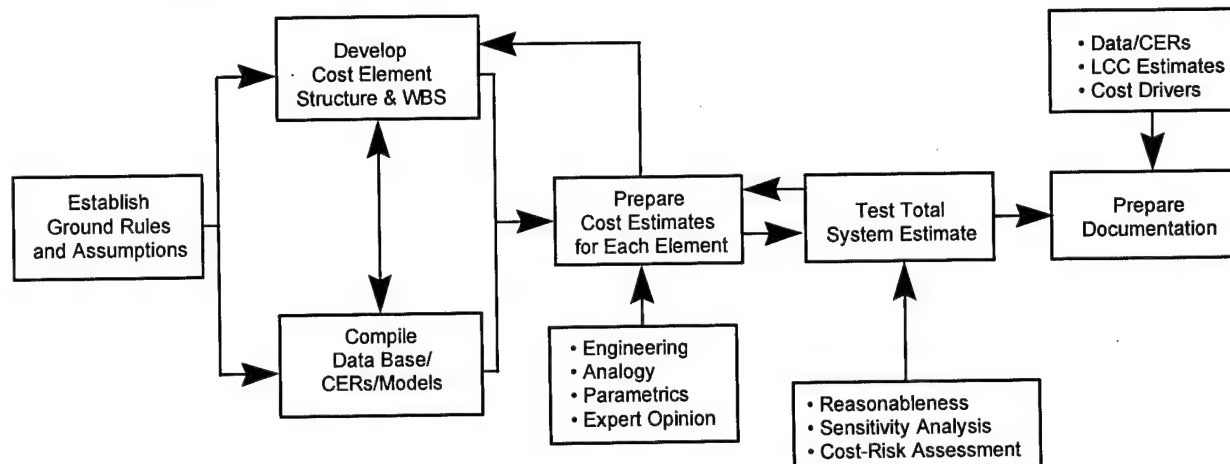 Establish
Ground Rules
and Assumptions
Develop
Cost Element
Structure & WBS
Compile
Data Base/
CERs/Models
Prepare
Cost Estimates
for Each Element
• Engineering
• Analogy
• Parametrics
• Expert Opinion
Test Total
System Estimate
• Reasonableness
• Sensitivity Analysis
• Cost-Risk Assessment
• Data/CERs
• LCC Estimates
• Cost Drivers
Prepare
Documentation